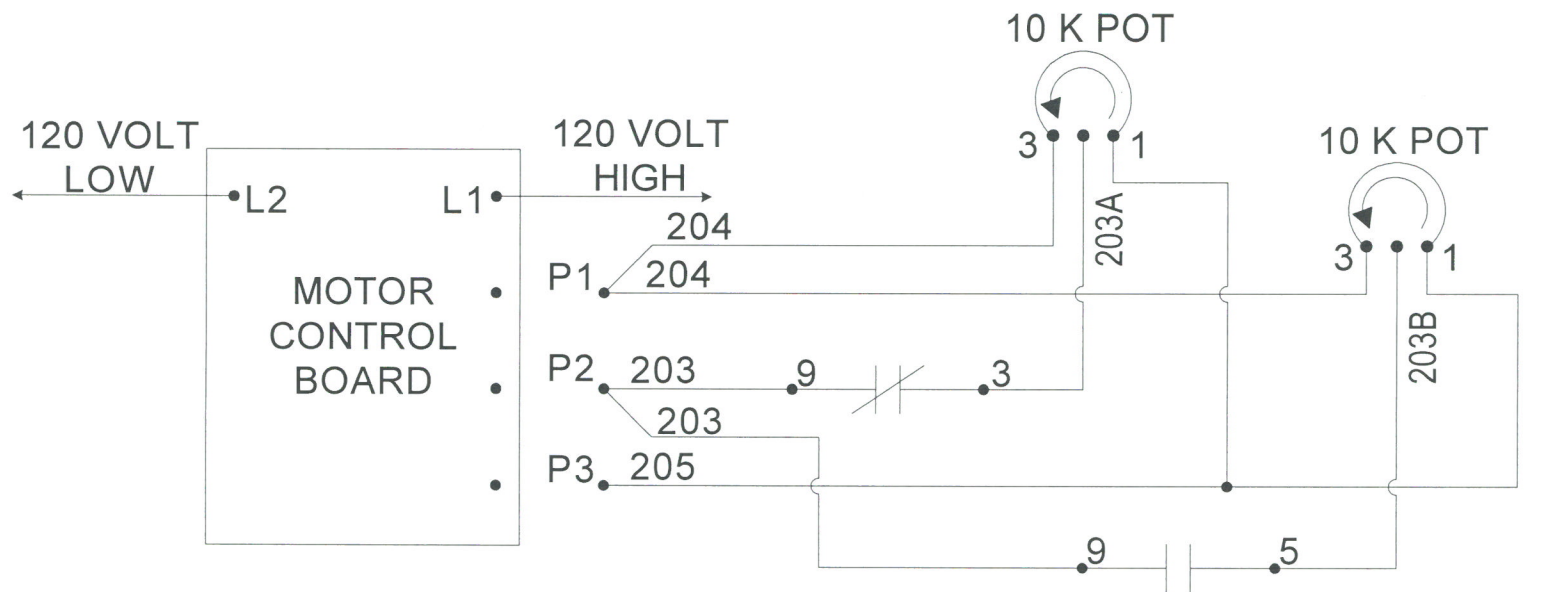 10 K POT
3
1
203A
10 K POT
3
1
203B
120 VOLT
LOW
120 VOLT
HIGH
L2
L1
MOTOR
CONTROL
BOARD
P1
204
204
P2
203
9
3
203
P3
205
9
5